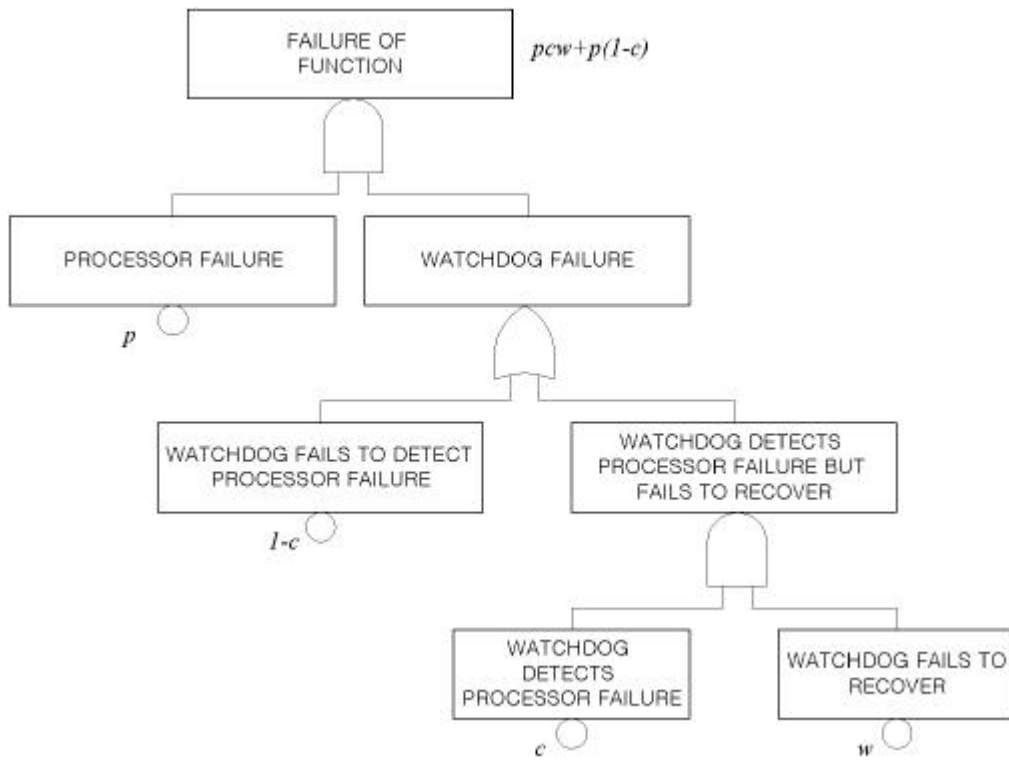 FAILURE OF
FUNCTION
pcw+p(1-c)
PROCESSOR FAILURE
WATCHDOG FAILURE
p
WATCHDOG FAILS TO DETECT
PROCESSOR FAILURE
WATCHDOG DETECTS
PROCESSOR FAILURE BUT
FAILS TO RECOVER
1-c
WATCHDOG
DETECTS
PROCESSOR FAILURE
WATCHDOG FAILS TO
RECOVER
c
w